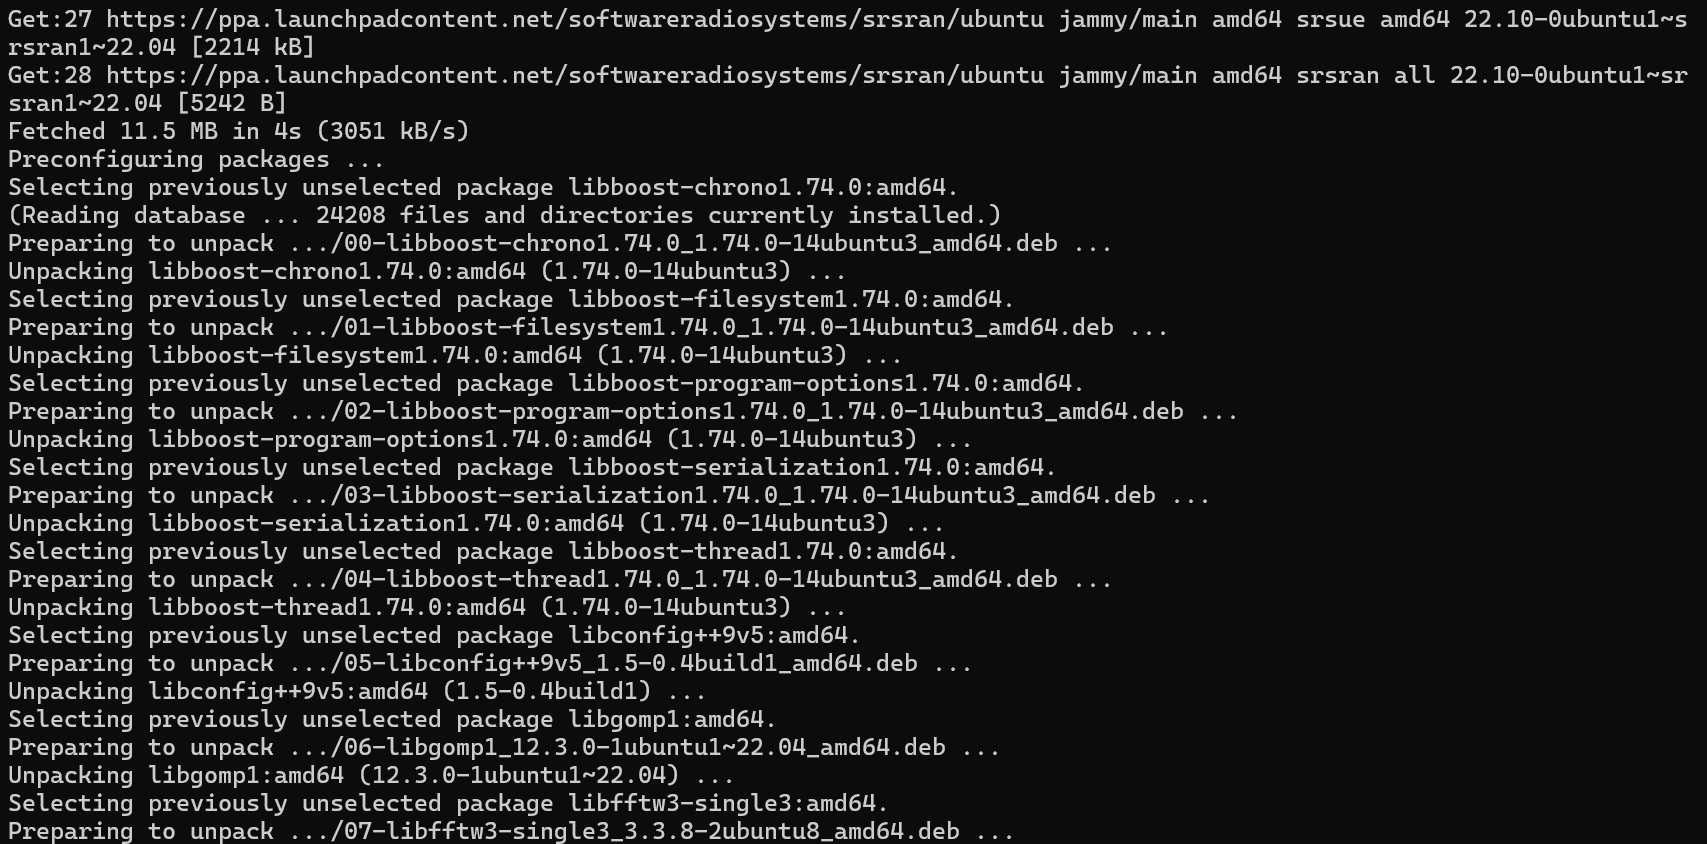 Get:27 https://ppa.launchpadcontent.net/softwareradiosystems/srsran/ubuntu jammy/main amd64 srsue amd64 22.10-0ubuntu1~s
rsran1~22.04 [2214 kB]
Get:28 https://ppa.launchpadcontent.net/softwareradiosystems/srsran/ubuntu jammy/main amd64 srsran all 22.10-0ubuntu1~sr
sran1~22.04 [5242 B]
Fetched 11.5 MB in 4s (3051 kB/s)
Preconfiguring packages ...
Selecting previously unselected package libboost-chrono1.74.0:amd64.
(Reading database ... 24208 files and directories currently installed.)
Preparing to unpack .../00-libboost-chrono1.74.0_1.74.0-14ubuntu3_amd64.deb ...
Unpacking libboost-chrono1.74.0:amd64 (1.74.0-14ubuntu3) ...
Selecting previously unselected package libboost-filesystem1.74.0:amd64.
Preparing to unpack .../01-libboost-filesystem1.74.0_1.74.0-14ubuntu3_amd64.deb ...
Unpacking libboost-filesystem1.74.0:amd64 (1.74.0-14ubuntu3) ...
Selecting previously unselected package libboost-program-options1.74.0:amd64.
Preparing to unpack .../02-libboost-program-options1.74.0_1.74.0-14ubuntu3_amd64.deb ...
Unpacking libboost-program-options1.74.0:amd64 (1.74.0-14ubuntu3) ...
Selecting previously unselected package libboost-serialization1.74.0:amd64.
Preparing to unpack .../03-libboost-serialization1.74.0_1.74.0-14ubuntu3_amd64.deb ...
Unpacking libboost-serialization1.74.0:amd64 (1.74.0-14ubuntu3) ...
Selecting previously unselected package libboost-thread1.74.0:amd64.
Preparing to unpack .../04-libboost-thread1.74.0_1.74.0-14ubuntu3_amd64.deb ...
Unpacking libboost-thread1.74.0:amd64 (1.74.0-14ubuntu3) ...
Selecting previously unselected package libconfig++9v5:amd64.
Preparing to unpack .../05-libconfig++9v5_1.5-0.4build1_amd64.deb ...
Unpacking libconfig++9v5:amd64 (1.5-0.4build1) ...
Selecting previously unselected package libgomp1:amd64.
Preparing to unpack .../06-libgomp1_12.3.0-1ubuntu1~22.04_amd64.deb ...
Unpacking libgomp1:amd64 (12.3.0-1ubuntu1~22.04) ...
Selecting previously unselected package libfftw3-single3:amd64.
Preparing to unpack .../07-libfftw3-single3_3.3.8-2ubuntu8_amd64.deb ...